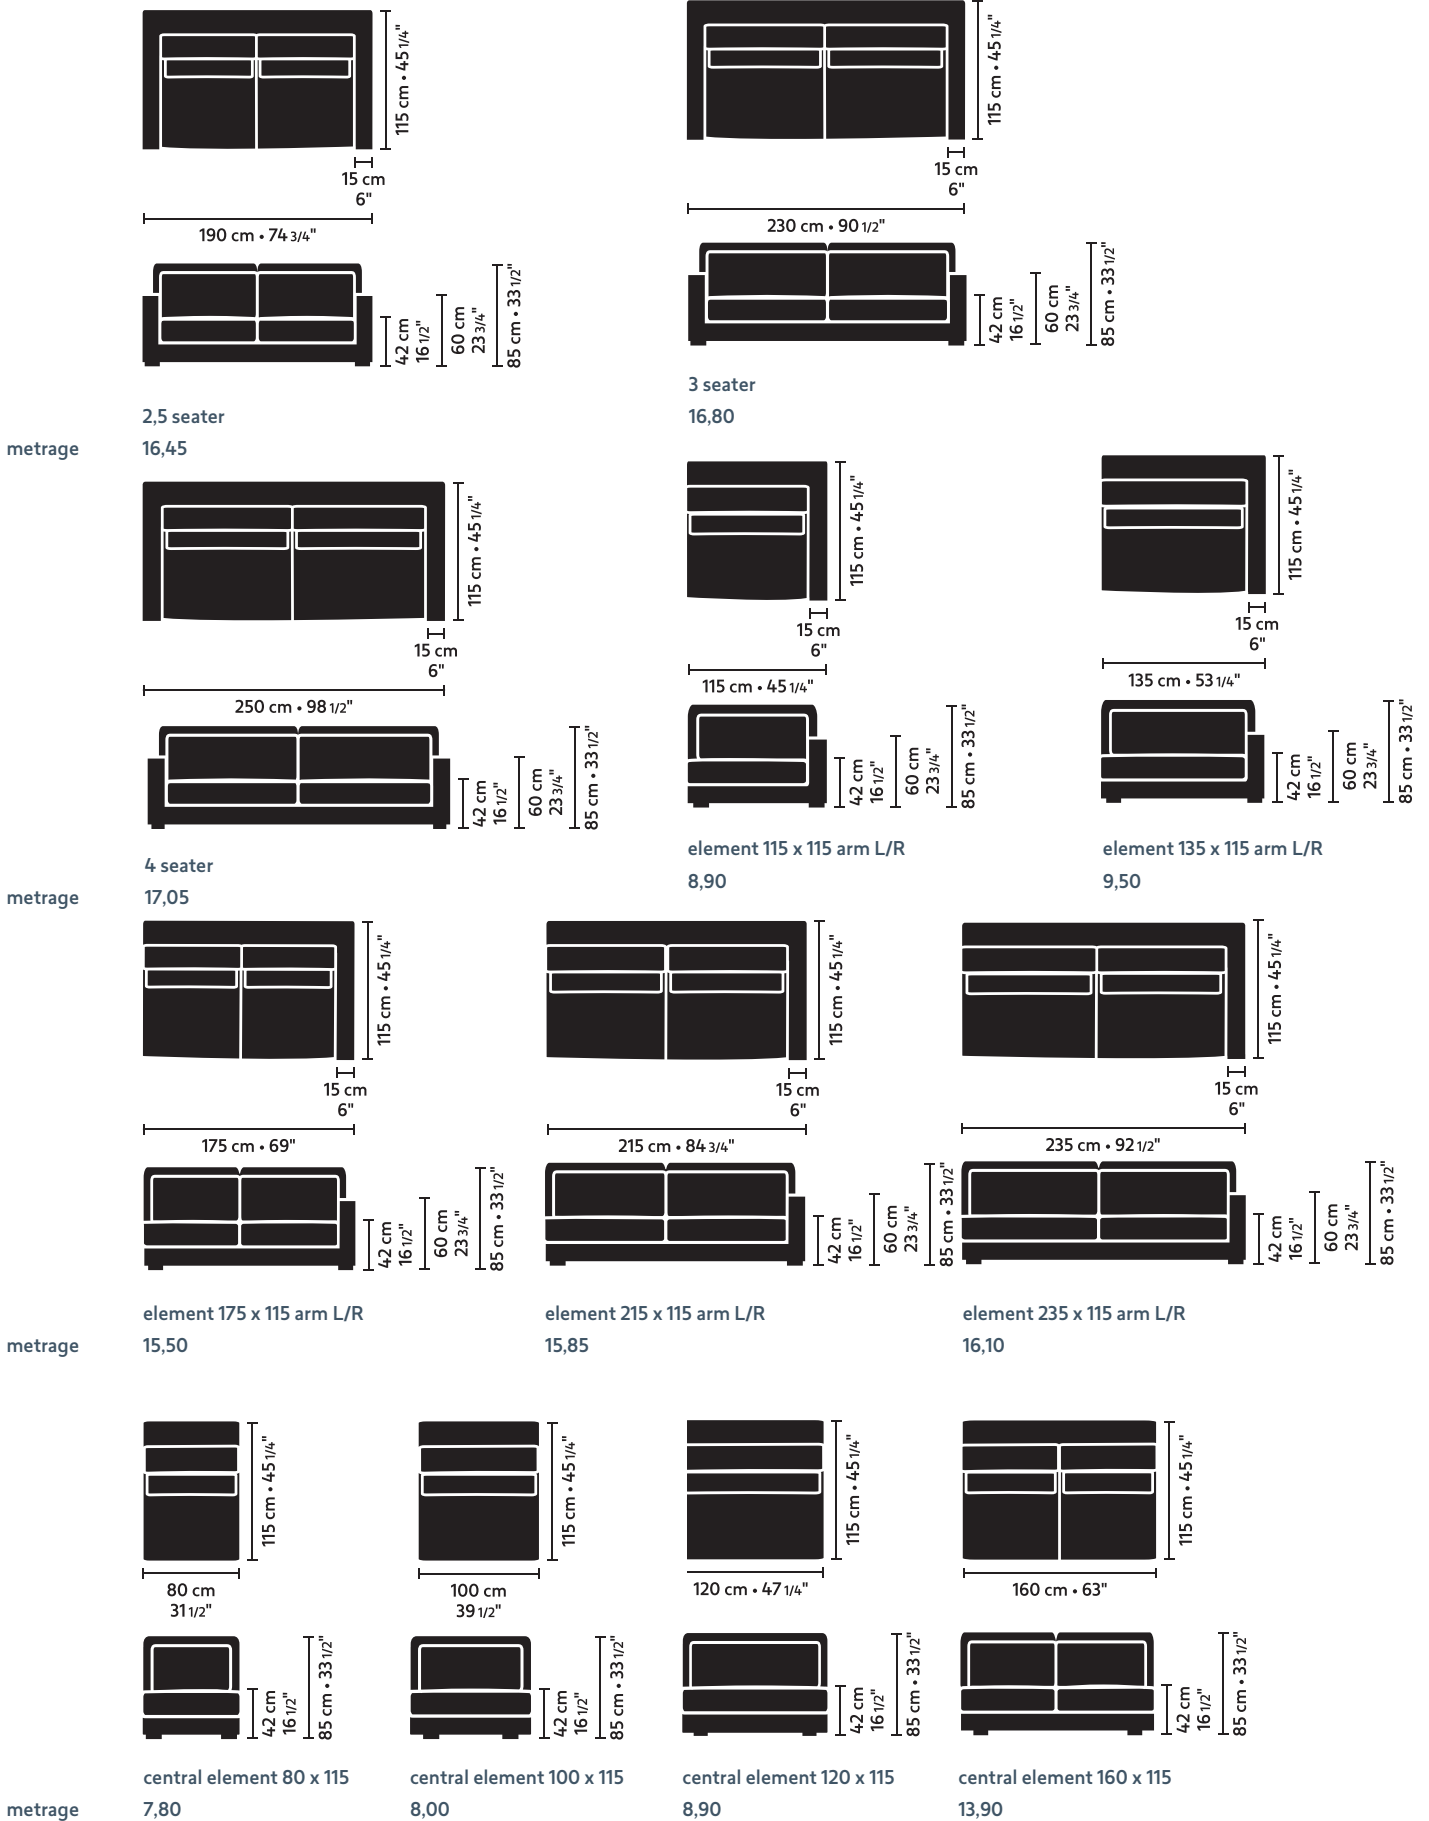 115 cm • 45 1/4"
15 cm
6"
190 cm • 74 3/4"
42 cm
16 1/2"
60 cm
23 3/4"
85 cm • 33 1/2"
2,5 seater
metrage 16,45
115 cm • 45 1/4"
15 cm
6"
230 cm • 90 1/2"
42 cm
16 1/2"
60 cm
23 3/4"
85 cm • 33 1/2"
3 seater
16,80
115 cm • 45 1/4"
15 cm
6"
250 cm • 98 1/2"
42 cm
16 1/2"
60 cm
23 3/4"
85 cm • 33 1/2"
4 seater
metrage 17,05
115 cm • 45 1/4"
15 cm
6"
115 cm • 45 1/4"
42 cm
16 1/2"
60 cm
23 3/4"
85 cm • 33 1/2"
element 115 x 115 arm L/R
8,90
115 cm • 45 1/4"
15 cm
6"
135 cm • 53 1/4"
42 cm
16 1/2"
60 cm
23 3/4"
85 cm • 33 1/2"
element 135 x 115 arm L/R
9,50
115 cm • 45 1/4"
15 cm
6"
175 cm • 69"
42 cm
16 1/2"
60 cm
23 3/4"
85 cm • 33 1/2"
element 175 x 115 arm L/R
metrage 15,50
115 cm • 45 1/4"
15 cm
6"
215 cm • 84 3/4"
42 cm
16 1/2"
60 cm
23 3/4"
85 cm • 33 1/2"
element 215 x 115 arm L/R
15,85
115 cm • 45 1/4"
15 cm
6"
235 cm • 92 1/2"
42 cm
16 1/2"
60 cm
23 3/4"
85 cm • 33 1/2"
element 235 x 115 arm L/R
16,10
115 cm • 45 1/4"
80 cm
31 1/2"
42 cm
16 1/2"
85 cm • 33 1/2"
central element 80 x 115
metrage 7,80
115 cm • 45 1/4"
100 cm
39 1/2"
42 cm
16 1/2"
85 cm • 33 1/2"
central element 100 x 115
8,00
115 cm • 45 1/4"
120 cm • 47 1/4"
42 cm
16 1/2"
85 cm • 33 1/2"
central element 120 x 115
8,90
115 cm • 45 1/4"
160 cm • 63"
42 cm
16 1/2"
85 cm • 33 1/2"
central element 160 x 115
13,90